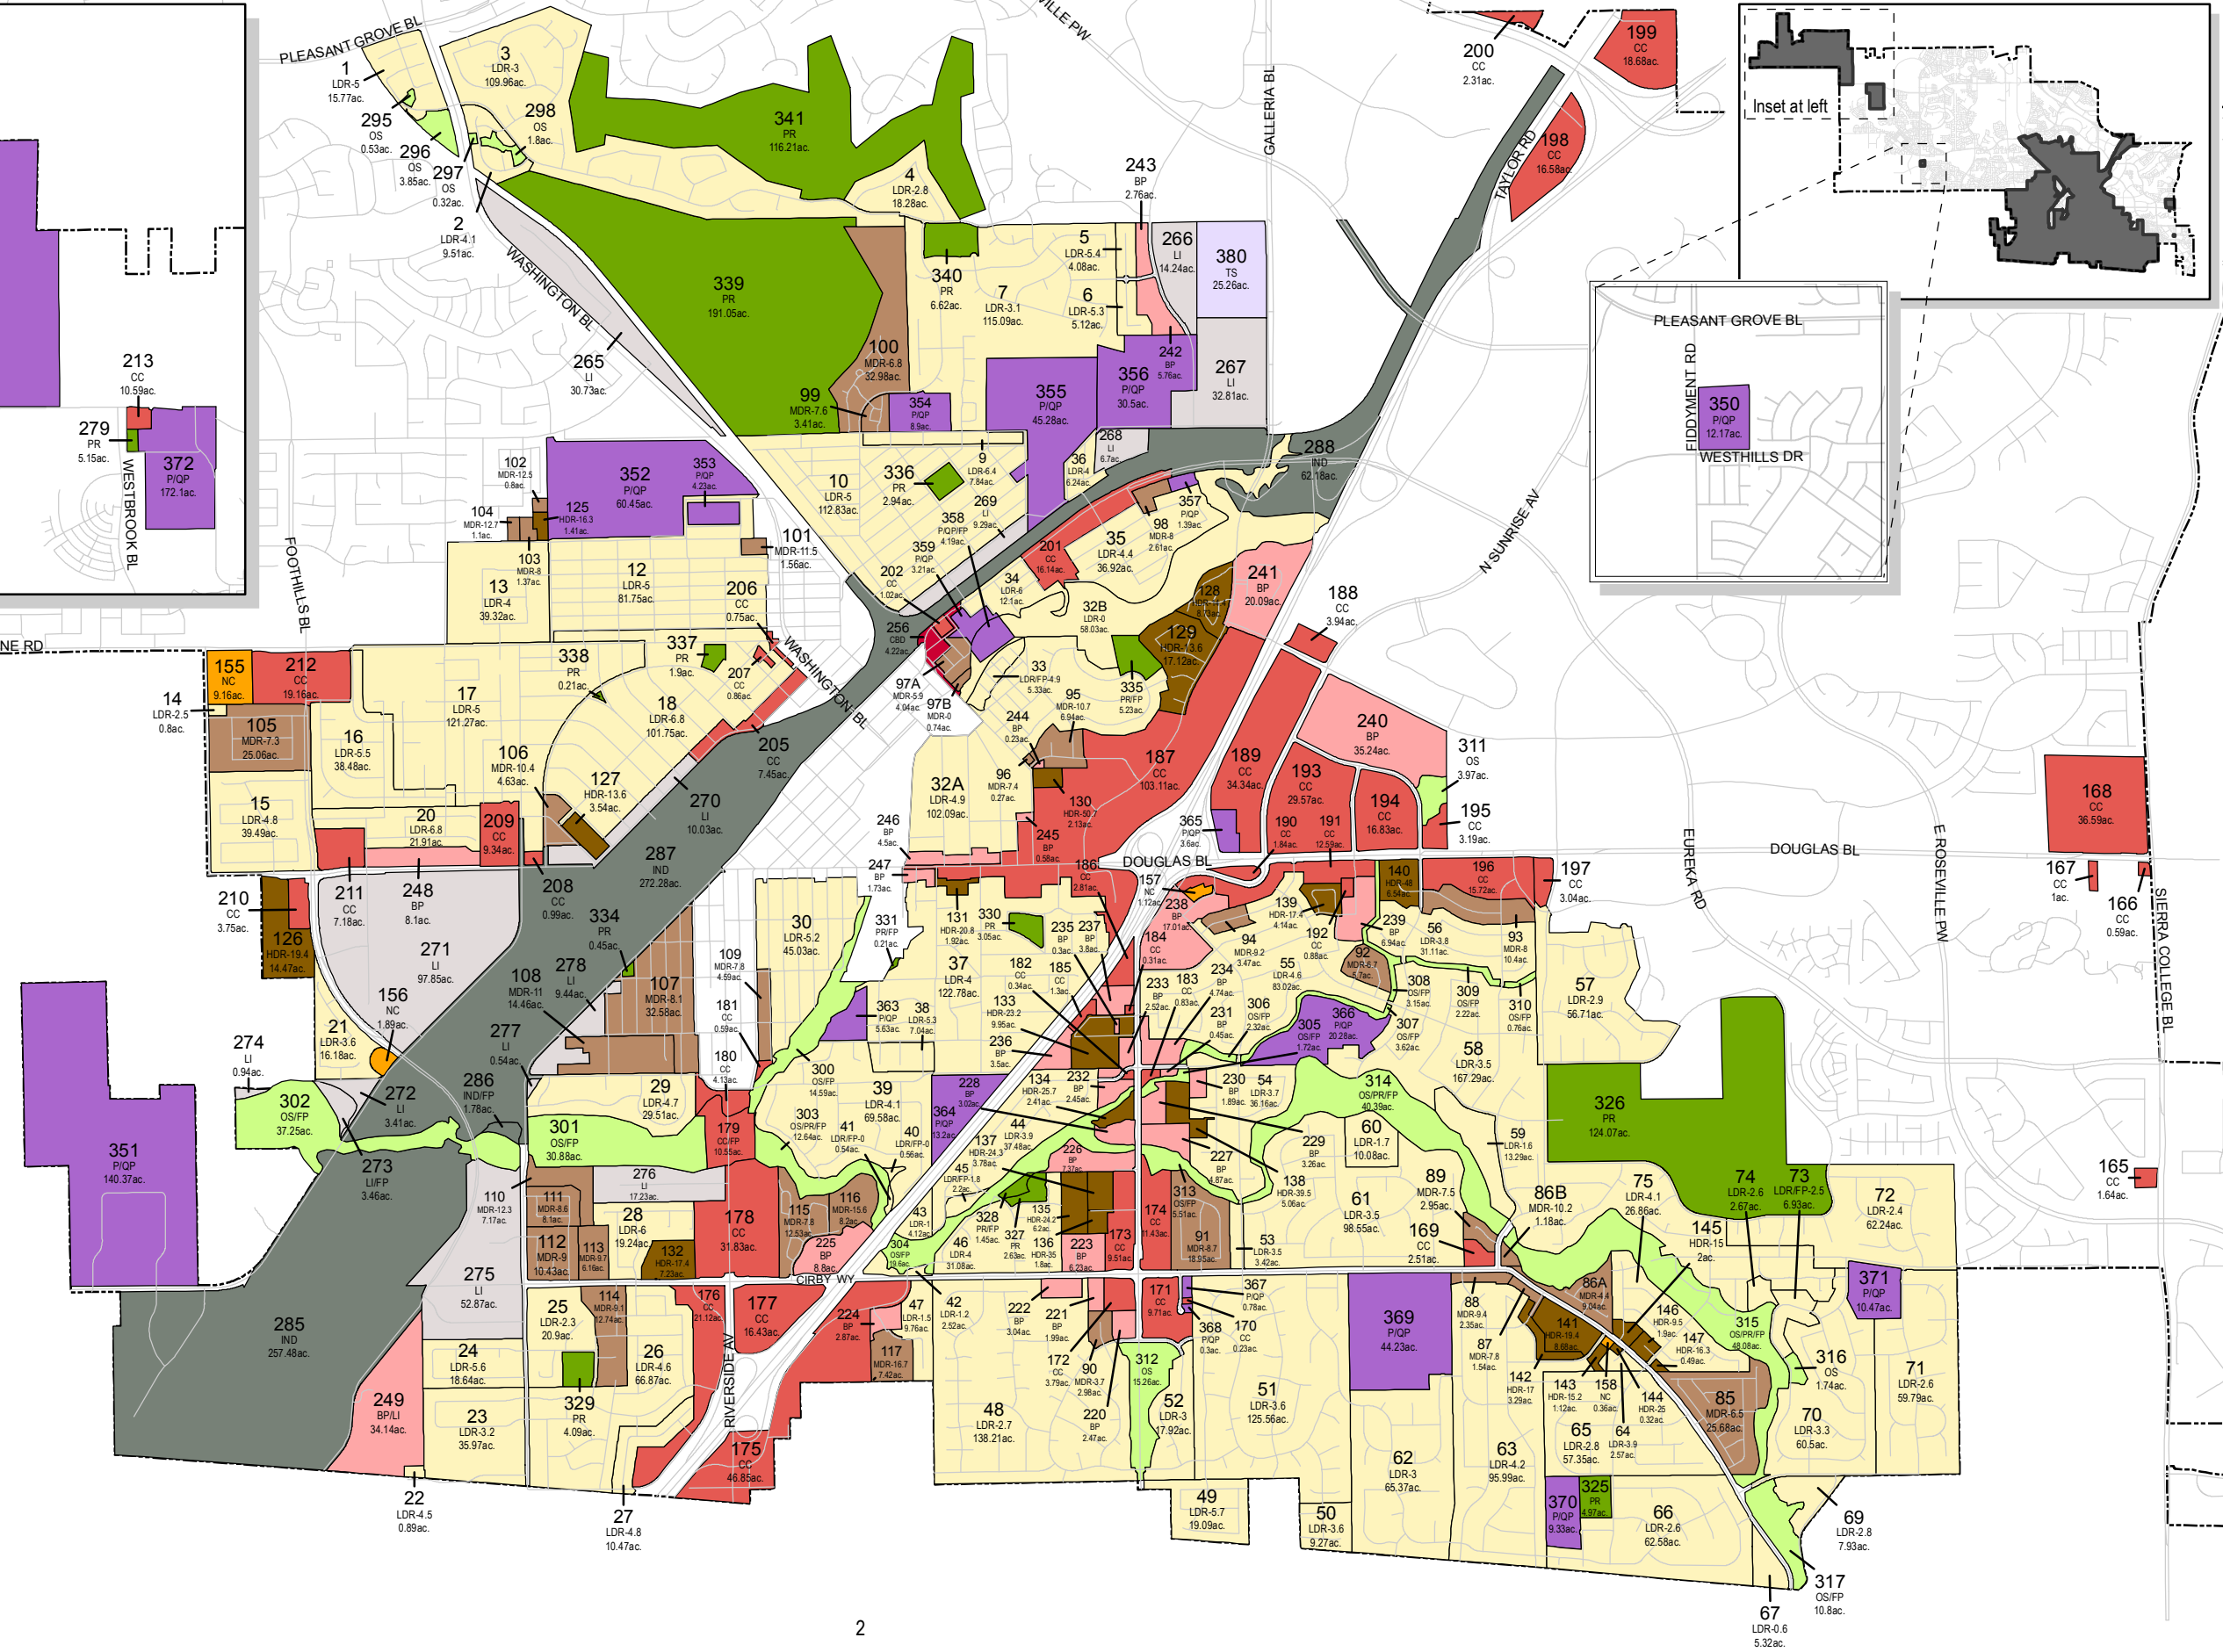 PLEASANT GROVE BL
VILLE PW
GALLERIA BL
TAYLOR RD
N SUNRISE AV
WASHINGTON BL
FOOTHILLS BL
WESTBROOK BL
NE RD
WASHINGTON BL
DOUGLAS BL
DOUGLAS BL
EUREKA RD
E ROSEVILLE PW
SIERRA COLLEGE BL
CIRBY WY
RIVERSIDE AV
Inset at left
PLEASANT GROVE BL
FIDDYMENT RD
WESTHILLS DR
350
P/QP
12.17ac.
213
CC
10.59ac.
279
PR
5.15ac.
372
P/QP
172.1ac.
1
LDR-5
15.77ac.
3
LDR-3
109.96ac.
295
OS
0.53ac.
296
OS
3.85ac.
297
OS
0.32ac.
298
OS
1.8ac.
2
LDR-4.1
9.51ac.
341
PR
116.21ac.
4
LDR-2.8
18.28ac.
243
BP
2.76ac.
200
CC
2.31ac.
199
CC
18.68ac.
198
CC
16.58ac.
339
PR
191.05ac.
340
PR
6.62ac.
7
LDR-3.1
115.09ac.
5
LDR-5.4
4.08ac.
6
LDR-5.3
5.12ac.
266
LI
14.24ac.
380
TS
25.26ac.
265
LI
30.73ac.
100
MDR-6.8
32.98ac.
99
MDR-7.6
3.41ac.
354
P/QP
8.9ac.
355
P/QP
45.28ac.
356
P/QP
30.5ac.
242
BP
5.76ac.
267
LI
32.81ac.
268
LI
6.7ac.
288
IND
62.18ac.
102
MDR-12.5
0.8ac.
352
P/QP
60.45ac.
353
P/QP
4.23ac.
104
MDR-12.7
1.1ac.
125
HDR-16.3
1.41ac.
103
MDR-8
1.37ac.
101
MDR-11.5
1.56ac.
10
LDR-5
112.83ac.
336
PR
2.94ac.
9
LDR-6.4
7.84ac.
36
LDR-4
6.24ac.
269
LI
9.29ac.
358
P/QP/FP
4.19ac.
359
P/QP
3.21ac.
202
CC
1.02ac.
357
P/QP
1.39ac.
98
MDR-8
2.61ac.
35
LDR-4.4
36.92ac.
201
CC
16.14ac.
34
LDR-6
12.1ac.
13
LDR-4
39.32ac.
12
LDR-5
81.75ac.
206
CC
0.75ac.
256
CBD
4.22ac.
32B
LDR-0
58.03ac.
128
241
BP
20.09ac.
129
HDR-13.6
17.12ac.
188
CC
3.94ac.
155
NC
9.16ac.
212
CC
19.16ac.
14
LDR-2.5
0.8ac.
17
LDR-5
121.27ac.
338
PR
0.21ac.
337
PR
1.9ac.
207
CC
0.86ac.
18
LDR-6.8
101.75ac.
97A
MDR-5.9
4.04ac.
97B
MDR-0
0.74ac.
33
LDR/FP-4.9
5.33ac.
335
PR/FP
5.23ac.
95
MDR-10.7
6.94ac.
244
BP
0.23ac.
105
MDR-7.3
25.06ac.
16
LDR-5.5
38.48ac.
106
MDR-10.4
4.63ac.
205
CC
7.45ac.
240
BP
35.24ac.
311
OS
3.97ac.
187
CC
103.11ac.
189
CC
34.34ac.
193
CC
29.57ac.
194
CC
16.83ac.
195
CC
3.19ac.
168
CC
36.59ac.
15
LDR-4.8
39.49ac.
20
LDR-6.8
21.91ac.
209
CC
9.34ac.
127
HDR-13.6
3.54ac.
270
LI
10.03ac.
32A
LDR-4.9
102.09ac.
96
MDR-7.4
0.27ac.
130
HDR-50.7
2.13ac.
246
BP
4.5ac.
245
BP
0.58ac.
365
P/QP
3.6ac.
190
CC
1.84ac.
191
CC
12.59ac.
287
IND
272.28ac.
247
BP
1.73ac.
186
CC
2.81ac.
157
NC
1.12ac.
140
HDR-48
6.54ac.
196
CC
15.72ac.
197
CC
3.04ac.
167
CC
1ac.
166
CC
0.59ac.
210
CC
3.75ac.
211
CC
7.18ac.
248
BP
8.1ac.
208
CC
0.99ac.
126
HDR-19.4
14.47ac.
271
LI
97.85ac.
334
PR
0.45ac.
30
LDR-5.2
45.03ac.
331
PR/FP
0.21ac.
131
HDR-20.8
1.92ac.
330
PR
3.05ac.
235
BP
0.3ac.
237
BP
3.8ac.
238
BP
17.01ac.
184
CC
0.31ac.
94
MDR-9.2
3.47ac.
139
HDR-17.4
4.14ac.
192
CC
0.88ac.
239
BP
6.94ac.
92
MDR-6.7
5.7ac.
56
LDR-3.8
31.11ac.
93
MDR-8
10.4ac.
278
LI
9.44ac.
108
MDR-11
14.46ac.
107
MDR-8.1
32.58ac.
109
MDR-7.8
4.59ac.
181
CC
0.59ac.
180
CC
4.13ac.
363
P/QP
5.63ac.
38
LDR-5.3
7.04ac.
37
LDR-4
122.78ac.
182
CC
0.34ac.
185
CC
1.3ac.
133
HDR-23.2
9.95ac.
236
BP
3.5ac.
233
BP
2.52ac.
183
CC
0.83ac.
234
BP
4.74ac.
231
BP
0.45ac.
55
LDR-4.6
83.02ac.
306
OS/FP
2.32ac.
305
OS/FP
1.72ac.
366
P/QP
20.28ac.
308
OS/FP
3.15ac.
307
OS/FP
3.62ac.
309
OS/FP
2.22ac.
310
OS/FP
0.76ac.
57
LDR-2.9
56.71ac.
58
LDR-3.5
167.29ac.
156
NC
1.89ac.
21
LDR-3.6
16.18ac.
274
LI
0.94ac.
302
OS/FP
37.25ac.
272
LI
3.41ac.
273
LI/FP
3.46ac.
277
LI
0.54ac.
286
IND/FP
1.78ac.
29
LDR-4.7
29.51ac.
301
OS/FP
30.88ac.
179
CC/FP
10.55ac.
300
OS/FP
14.59ac.
303
OS/PR/FP
12.64ac.
39
LDR-4.1
69.58ac.
41
LDR/FP-0
0.54ac.
40
LDR/FP-0
0.56ac.
364
P/QP
13.2ac.
228
BP
3.02ac.
134
HDR-25.7
2.41ac.
232
BP
2.45ac.
230
BP
1.89ac.
54
LDR-3.7
36.16ac.
314
OS/PR/FP
40.39ac.
326
PR
124.07ac.
351
P/QP
140.37ac.
44
LDR-3.9
37.48ac.
137
HDR-24.3
3.78ac.
45
LDR/FP-1.8
2.2ac.
226
BP
7.37ac.
229
BP
3.26ac.
227
BP
4.87ac.
138
HDR-39.5
5.06ac.
60
LDR-1.7
10.08ac.
59
LDR-1.6
13.29ac.
165
CC
1.64ac.
110
MDR-12.3
7.17ac.
111
MDR-8.6
8.1ac.
276
LI
17.23ac.
28
LDR-6
19.24ac.
112
MDR-9
10.43ac.
113
MDR-9.7
6.16ac.
132
HDR-17.4
7.23ac.
178
CC
31.83ac.
115
MDR-7.8
12.53ac.
116
MDR-15.6
8.2ac.
225
BP
8.8ac.
43
LDR-1
4.12ac.
304
OS/FP
19.6ac.
46
LDR-4
31.08ac.
328
PR/FP
1.45ac.
327
PR
2.63ac.
135
HDR-24.2
6.2ac.
136
HDR-35
1.8ac.
223
BP
6.23ac.
173
CC
9.51ac.
174
CC
11.43ac.
313
OS/FP
5.51ac.
91
MDR-8.7
18.95ac.
53
LDR-3.5
3.42ac.
61
LDR-3.5
98.55ac.
89
MDR-7.5
2.95ac.
169
CC
2.51ac.
86B
MDR-10.2
1.18ac.
75
LDR-4.1
26.86ac.
74
LDR-2.6
2.67ac.
73
LDR/FP-2.5
6.93ac.
72
LDR-2.4
62.24ac.
145
HDR-15
2ac.
371
P/QP
10.47ac.
275
LI
52.87ac.
285
IND
257.48ac.
25
LDR-2.3
20.9ac.
114
MDR-9.1
12.74ac.
26
LDR-4.6
66.87ac.
176
CC
21.12ac.
177
CC
16.43ac.
224
BP
2.87ac.
47
LDR-1.5
9.76ac.
117
MDR-16.7
7.42ac.
42
LDR-1.2
2.52ac.
222
BP
3.04ac.
221
BP
1.99ac.
171
CC
9.71ac.
367
P/QP
0.78ac.
368
P/QP
0.3ac.
170
CC
0.23ac.
172
CC
3.79ac.
90
MDR-3.7
2.98ac.
220
BP
2.47ac.
312
OS
15.26ac.
52
LDR-3
17.92ac.
51
LDR-3.6
125.56ac.
369
P/QP
44.23ac.
88
MDR-9.4
2.35ac.
87
MDR-7.8
1.54ac.
86A
MDR-4.4
9.04ac.
141
HDR-19.4
8.68ac.
146
HDR-9.5
1.9ac.
147
HDR-16.3
0.49ac.
142
HDR-17
3.29ac.
143
HDR-15.2
1.12ac.
158
NC
0.36ac.
144
HDR-25
0.32ac.
64
LDR-3.9
2.57ac.
65
LDR-2.8
57.35ac.
85
MDR-6.5
25.68ac.
315
OS/PR/FP
48.08ac.
316
OS
1.74ac.
70
LDR-3.3
60.5ac.
71
LDR-2.6
59.79ac.
24
LDR-5.6
18.64ac.
249
BP/LI
34.14ac.
23
LDR-3.2
35.97ac.
329
PR
4.09ac.
22
LDR-4.5
0.89ac.
27
LDR-4.8
10.47ac.
175
CC
46.85ac.
48
LDR-2.7
138.21ac.
49
LDR-5.7
19.09ac.
50
LDR-3.6
9.27ac.
62
LDR-3
65.37ac.
63
LDR-4.2
95.99ac.
370
P/QP
9.33ac.
325
PR
4.97ac.
66
LDR-2.6
62.58ac.
69
LDR-2.8
7.93ac.
317
OS/FP
10.8ac.
67
LDR-0.6
5.32ac.
2